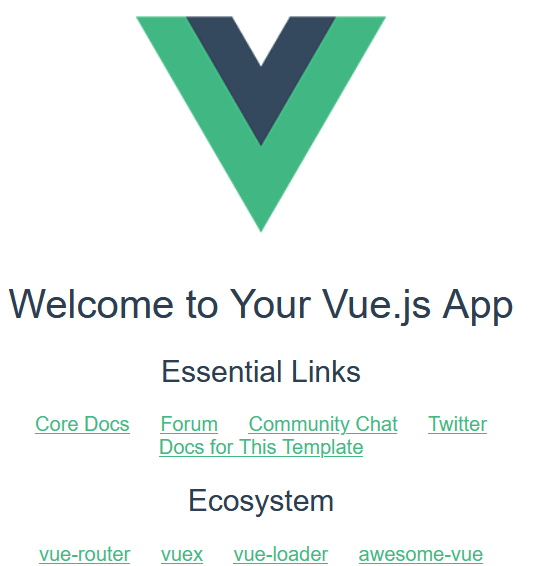 Welcome to Your Vue.js App
Essential Links
Core Docs Forum Community Chat Twitter
Docs for This Template
Ecosystem
vue-router vuex vue-loader awesome-vue